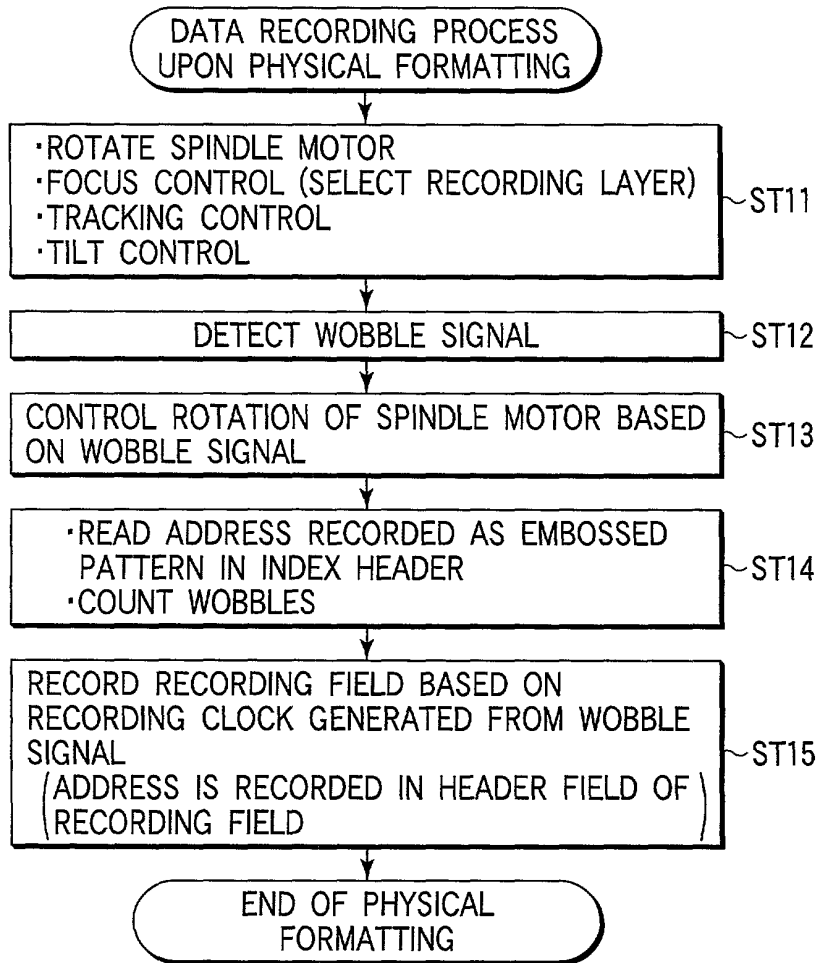 DATA RECORDING PROCESS
UPON PHYSICAL FORMATTING
·ROTATE SPINDLE MOTOR
·FOCUS CONTROL (SELECT RECORDING LAYER)
·TRACKING CONTROL
·TILT CONTROL
~ST11
DETECT WOBBLE SIGNAL
~ST12
CONTROL ROTATION OF SPINDLE MOTOR BASED
ON WOBBLE SIGNAL
~ST13
·READ ADDRESS RECORDED AS EMBOSSED
PATTERN IN INDEX HEADER
·COUNT WOBBLES
~ST14
RECORD RECORDING FIELD BASED ON
RECORDING CLOCK GENERATED FROM WOBBLE
SIGNAL
(ADDRESS IS RECORDED IN HEADER FIELD OF
RECORDING FIELD)
~ST15
END OF PHYSICAL
FORMATTING